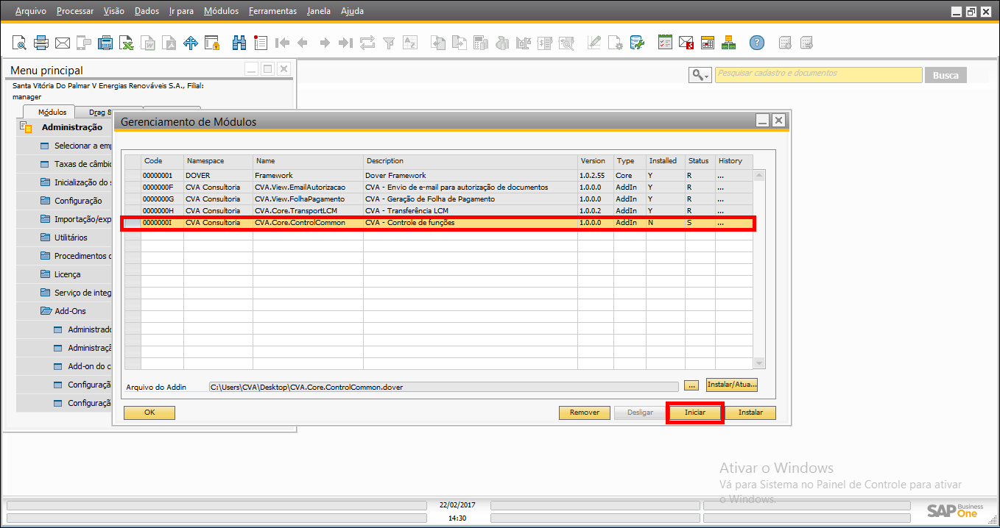 Arquivo Processar Visão Dados Ir para Módulos Ferramentas Janela Ajuda
Menu principal
Pesquisar cadastro e documentos
Busca
Santa Vitória Do Palmar V Energias Renováveis S.A., Filial:
manager
Módulos Drag &
Administração
Selecionar a em
Taxas de câmbi
Inicialização do s
Configuração
Importação/exp
Utilitários
Procedimentos
Licença
Serviço de integ
Add-Ons
Administrado
Administraçã
Add-on do c
Configuraçã
Configuraçã
Gerenciamento de Módulos
Code Namespace Name Description Version Type Installed Status History
00000001 DOVER Framework Dover Framework 1.0.2.55 Core Y R ...
0000000F CVA Consultoria CVA.View.EmailAutorizacao CVA - Envio de e-mail para autorização de documentos 1.0.0.0 AddIn Y R ...
0000000G CVA Consultoria CVA.View.FolhaPagamento CVA - Geração de Folha de Pagamento 1.0.0.0 AddIn Y R ...
0000000H CVA Consultoria CVA.Core.TransportLCM CVA - Transferência LCM 1.0.0.2 AddIn Y R ...
0000000I CVA Consultoria CVA.Core.ControlCommon CVA - Controle de funções 1.0.0.0 AddIn N S ...
Arquivo do Addin C:\Users\CVA\Desktop\CVA.Core.ControlCommon.dover ... Instalar/Atua...
OK Remover Desligar Iniciar Instalar
Ativar o Windows
Vá para Sistema no Painel de Controle para ativar
o Windows.
22/02/2017
14:30
SAP Business One